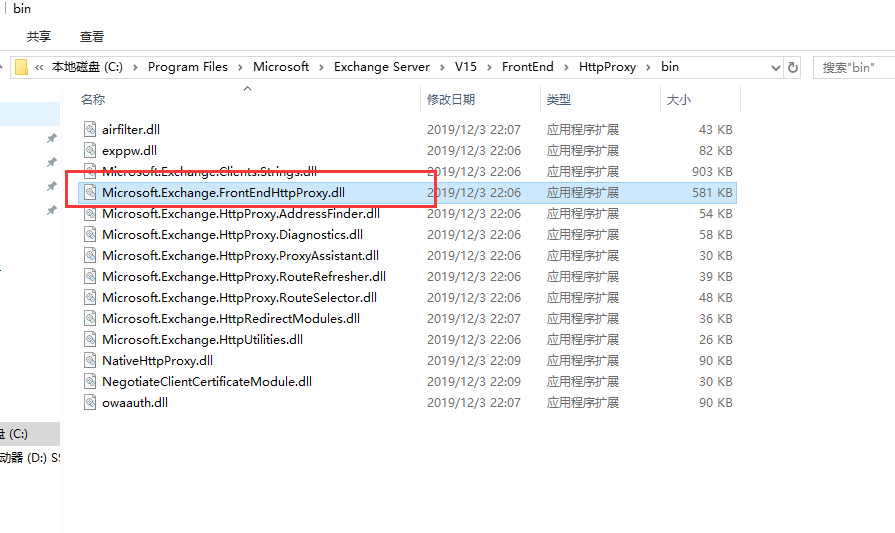 bin
共享 查看
« 本地磁盘 (C:) › Program Files › Microsoft › Exchange Server › V15 › FrontEnd › HttpProxy › bin 搜索"bin"
名称 修改日期 类型 大小
airfilter.dll 2019/12/3 22:07 应用程序扩展 43 KB
exppw.dll 2019/12/3 22:06 应用程序扩展 82 KB
Microsoft.Exchange.Clients.Strings.dll 2019/12/3 22:06 应用程序扩展 903 KB
Microsoft.Exchange.FrontEndHttpProxy.dll 2019/12/3 22:06 应用程序扩展 581 KB
Microsoft.Exchange.HttpProxy.AddressFinder.dll 2019/12/3 22:06 应用程序扩展 54 KB
Microsoft.Exchange.HttpProxy.Diagnostics.dll 2019/12/3 22:06 应用程序扩展 58 KB
Microsoft.Exchange.HttpProxy.ProxyAssistant.dll 2019/12/3 22:06 应用程序扩展 30 KB
Microsoft.Exchange.HttpProxy.RouteRefresher.dll 2019/12/3 22:06 应用程序扩展 39 KB
Microsoft.Exchange.HttpProxy.RouteSelector.dll 2019/12/3 22:06 应用程序扩展 48 KB
Microsoft.Exchange.HttpRedirectModules.dll 2019/12/3 22:07 应用程序扩展 36 KB
Microsoft.Exchange.HttpUtilities.dll 2019/12/3 22:06 应用程序扩展 26 KB
NativeHttpProxy.dll 2019/12/3 22:09 应用程序扩展 90 KB
NegotiateClientCertificateModule.dll 2019/12/3 22:09 应用程序扩展 30 KB
owaauth.dll 2019/12/3 22:07 应用程序扩展 90 KB
盘 (C:)
动器 (D:) S